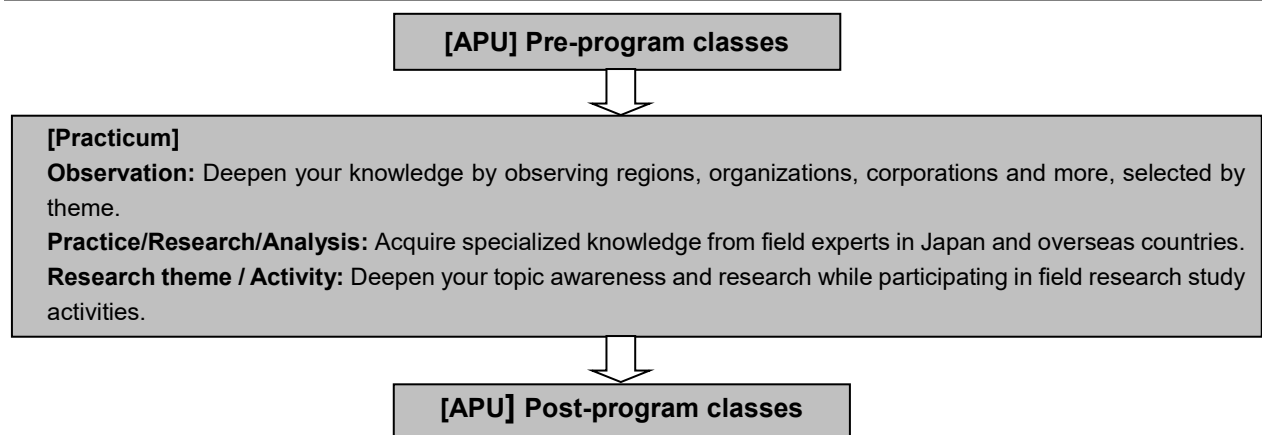 [APU] Pre-program classes
[Practicum]
Observation: Deepen your knowledge by observing regions, organizations, corporations and more, selected by
theme.
Practice/Research/Analysis: Acquire specialized knowledge from field experts in Japan and overseas countries.
Research theme / Activity: Deepen your topic awareness and research while participating in field research study
activities.
[APU] Post-program classes